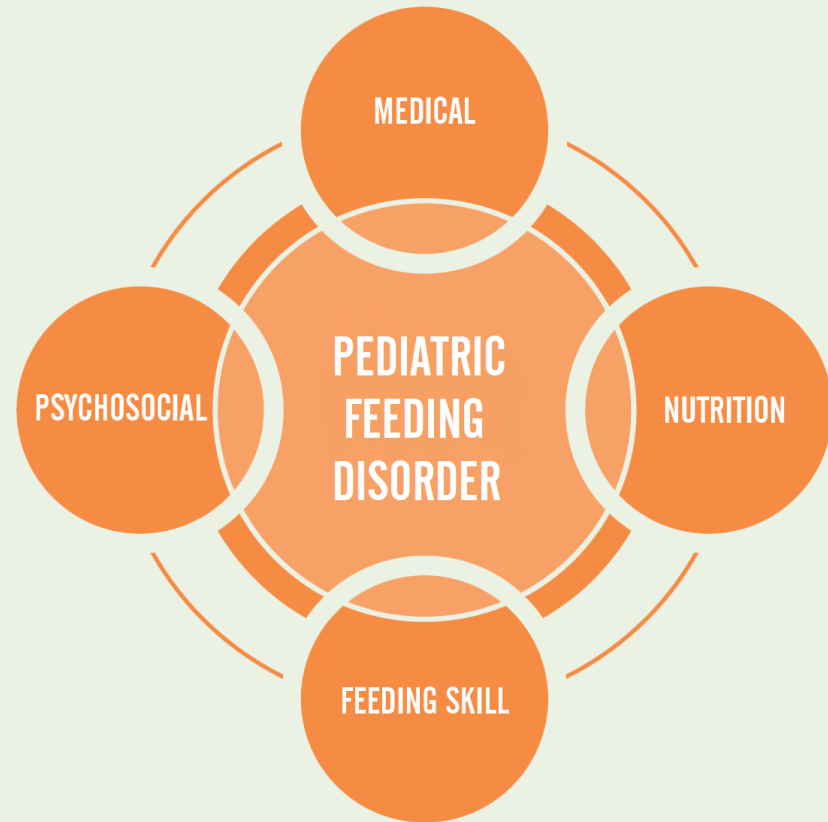 MEDICAL
PEDIATRIC
FEEDING
DISORDER
PSYCHOSOCIAL
NUTRITION
FEEDING SKILL